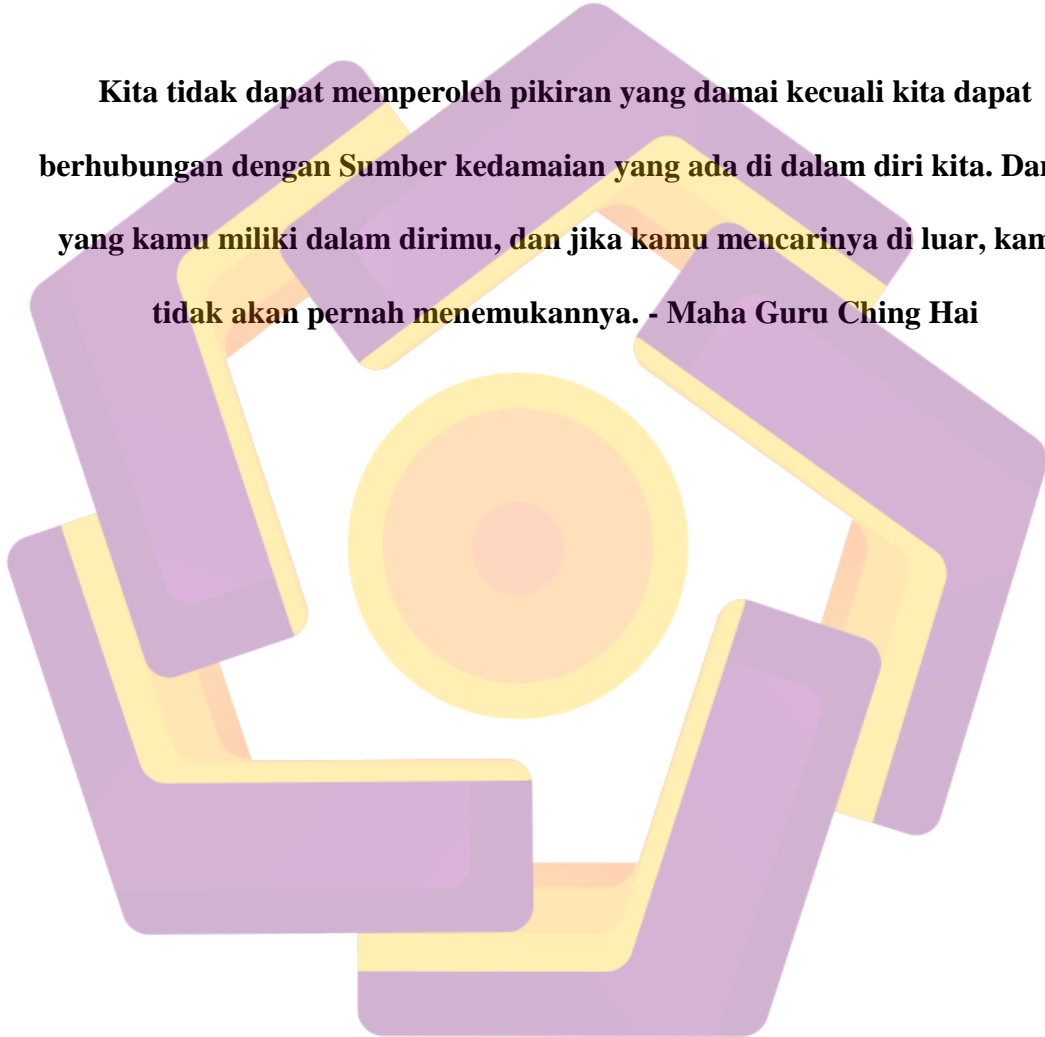 Kita tidak dapat memperoleh pikiran yang damai kecuali kita dapat
berhubungan dengan Sumber kedamaian yang ada di dalam diri kita.
yang kamu miliki dalam dirimu, dan jika kamu mencarinya di luar,
tidak akan pernah menemukannya. - Maha Guru Ching Hai